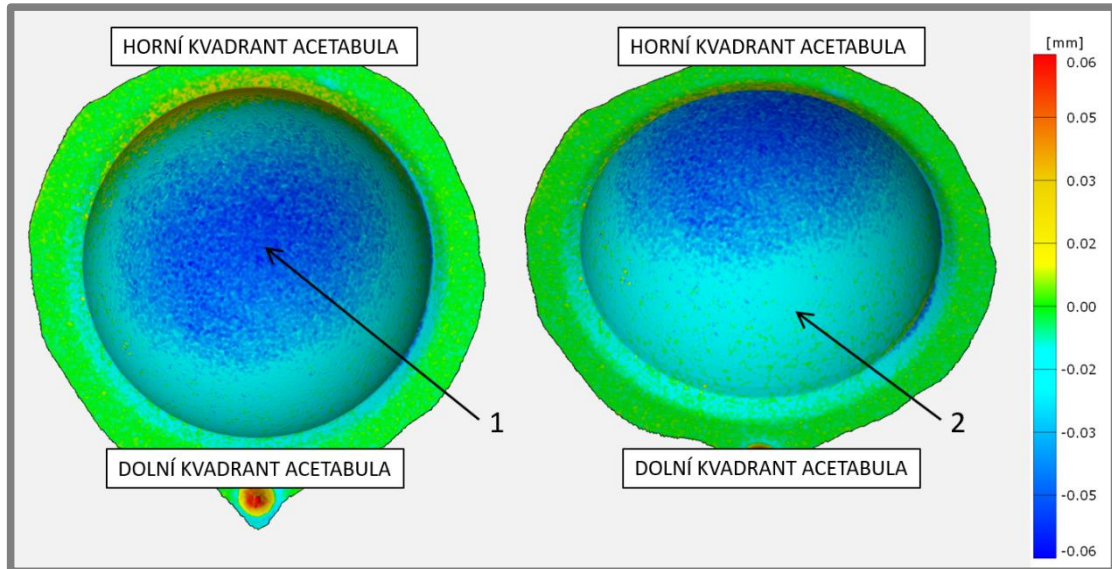 HORNÍ KVADRANT ACETABULA
HORNÍ KVADRANT ACETABULA
[mm]
0.06
0.05
0.03
0.02
0.00
-0.02
-0.03
-0.05
-0.06
1
2
DOLNÍ KVADRANT ACETABULA
DOLNÍ KVADRANT ACETABULA